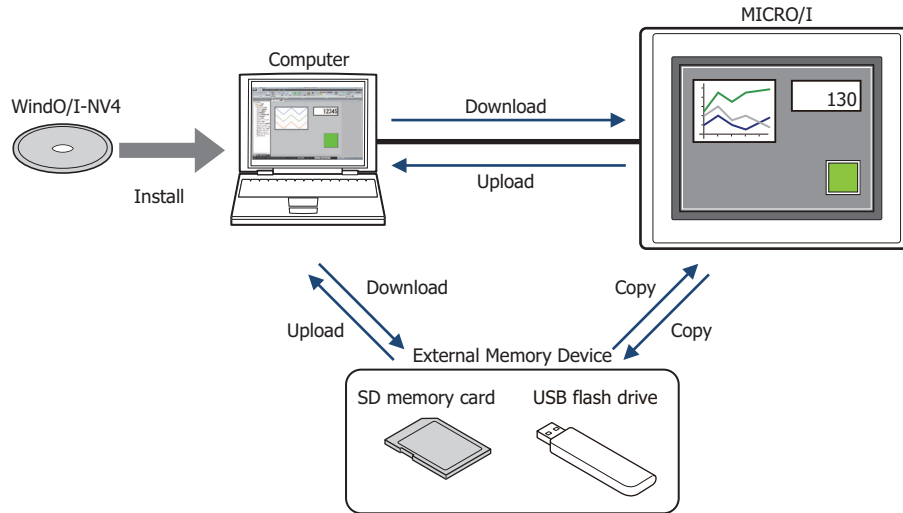 MICRO/I
Computer
WindO/I-NV4
12345
130
Download
Upload
Install
Download
Upload
Copy
Copy
External Memory Device
SD memory card
USB flash drive